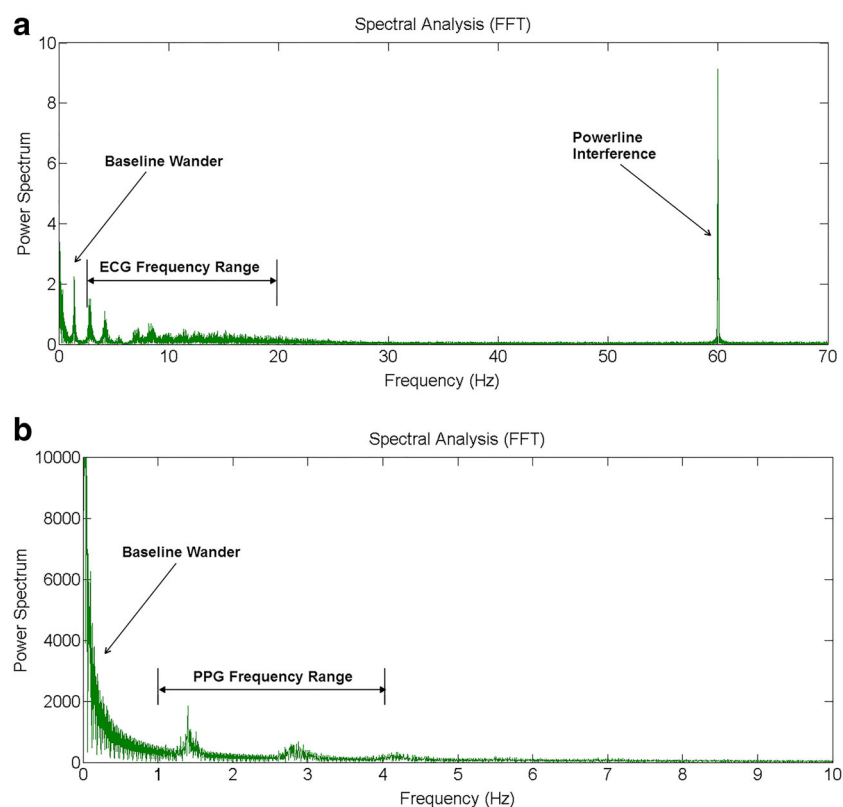 a
Spectral Analysis (FFT)
10
8
6
4
2
0
Power Spectrum
Baseline Wander
Powerline
Interference
ECG Frequency Range
0 10 20 30 40 50 60 70
Frequency (Hz)
b
Spectral Analysis (FFT)
10000
8000
6000
4000
2000
0
Power Spectrum
Baseline Wander
PPG Frequency Range
0 1 2 3 4 5 6 7 8 9 10
Frequency (Hz)